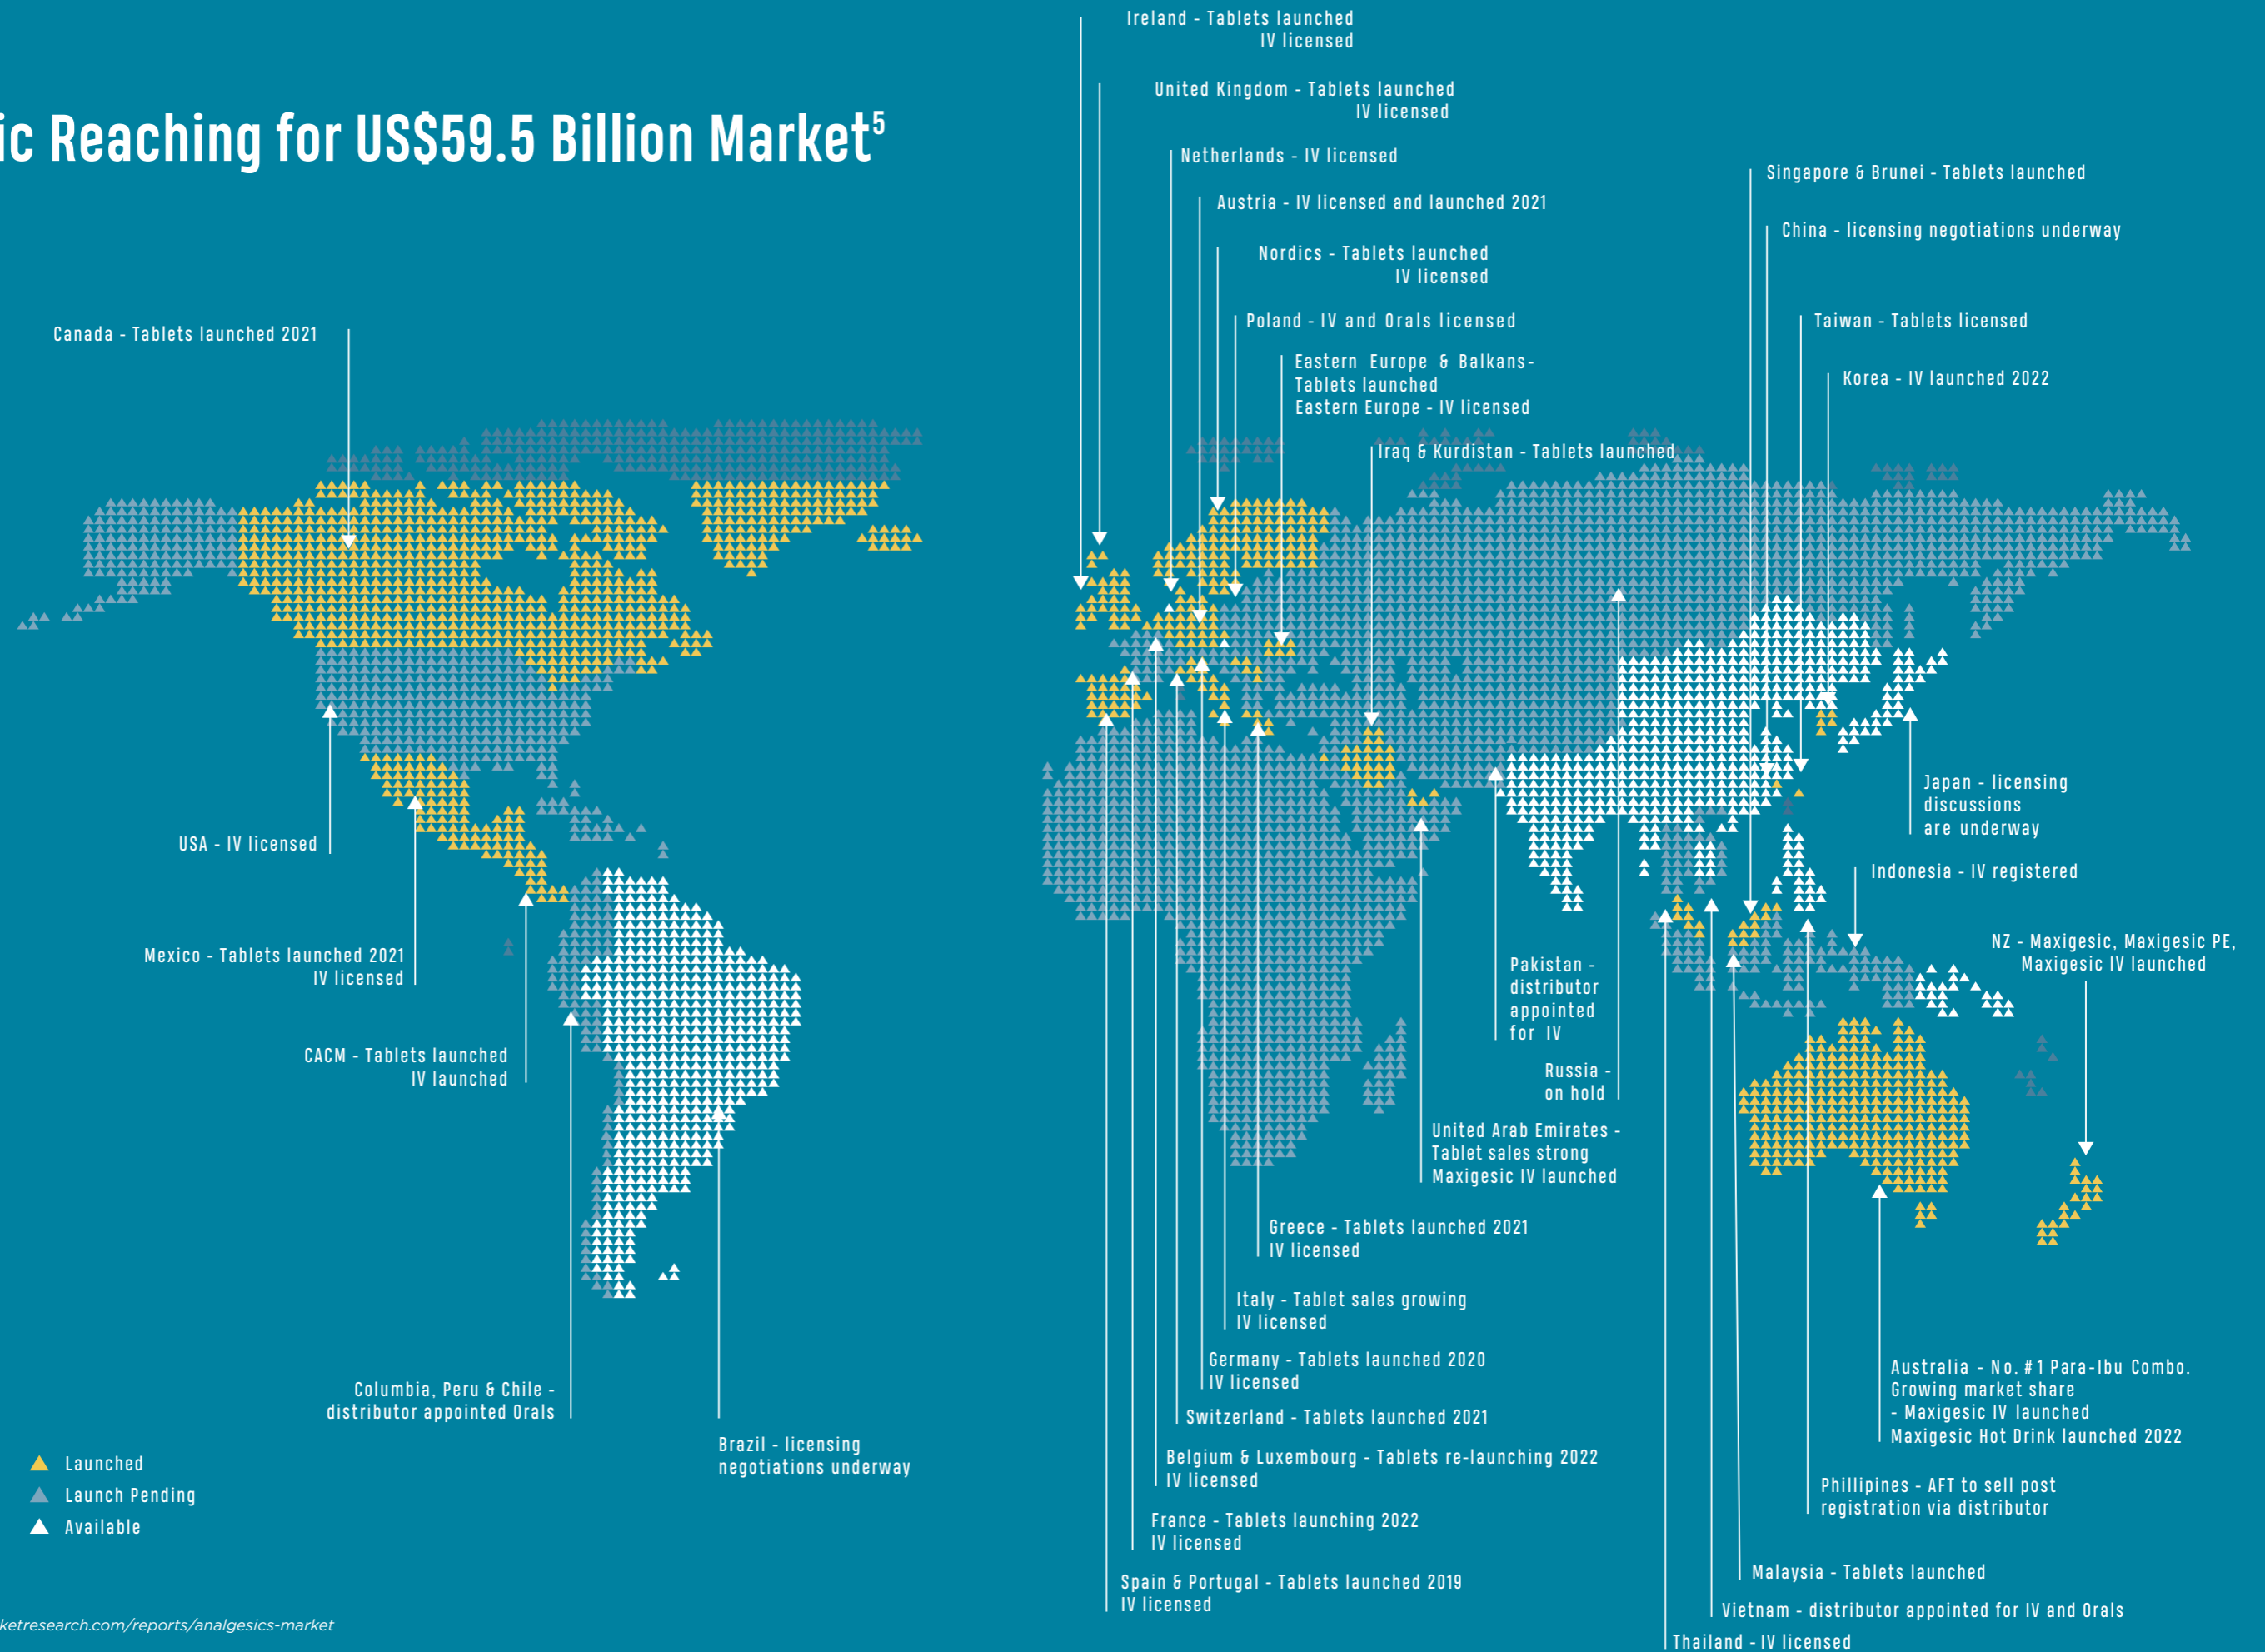 ic Reaching for US$59.5 Billion Market5
Ireland - Tablets launched
IV licensed
United Kingdom - Tablets launched
IV licensed
Netherlands - IV licensed
Austria - IV licensed and launched 2021
Nordics - Tablets launched
IV licensed
Poland - IV and Orals licensed
Eastern Europe & Balkans-
Tablets launched
Eastern Europe - IV licensed
Iraq & Kurdistan - Tablets launched
Singapore & Brunei - Tablets launched
China - licensing negotiations underway
Taiwan - Tablets licensed
Korea - IV launched 2022
Canada - Tablets launched 2021
USA - IV licensed
Mexico - Tablets launched 2021
IV licensed
CACM - Tablets launched
IV launched
Columbia, Peru & Chile -
distributor appointed Orals
Brazil - licensing
negotiations underway
Japan - licensing
discussions
are underway
Indonesia - IV registered
NZ - Maxigesic, Maxigesic PE,
Maxigesic IV launched
Pakistan -
distributor
appointed
for IV
Russia -
on hold
United Arab Emirates -
Tablet sales strong
Maxigesic IV launched
Greece - Tablets launched 2021
IV licensed
Italy - Tablet sales growing
IV licensed
Germany - Tablets launched 2020
IV licensed
Switzerland - Tablets launched 2021
Belgium & Luxembourg - Tablets re-launching 2022
IV licensed
France - Tablets launching 2022
IV licensed
Spain & Portugal - Tablets launched 2019
IV licensed
Australia - No. #1 Para-Ibu Combo.
Growing market share
- Maxigesic IV launched
Maxigesic Hot Drink launched 2022
Phillipines - AFT to sell post
registration via distributor
Malaysia - Tablets launched
Vietnam - distributor appointed for IV and Orals
Thailand - IV licensed
Launched
Launch Pending
Available
ketresearch.com/reports/analgesics-market